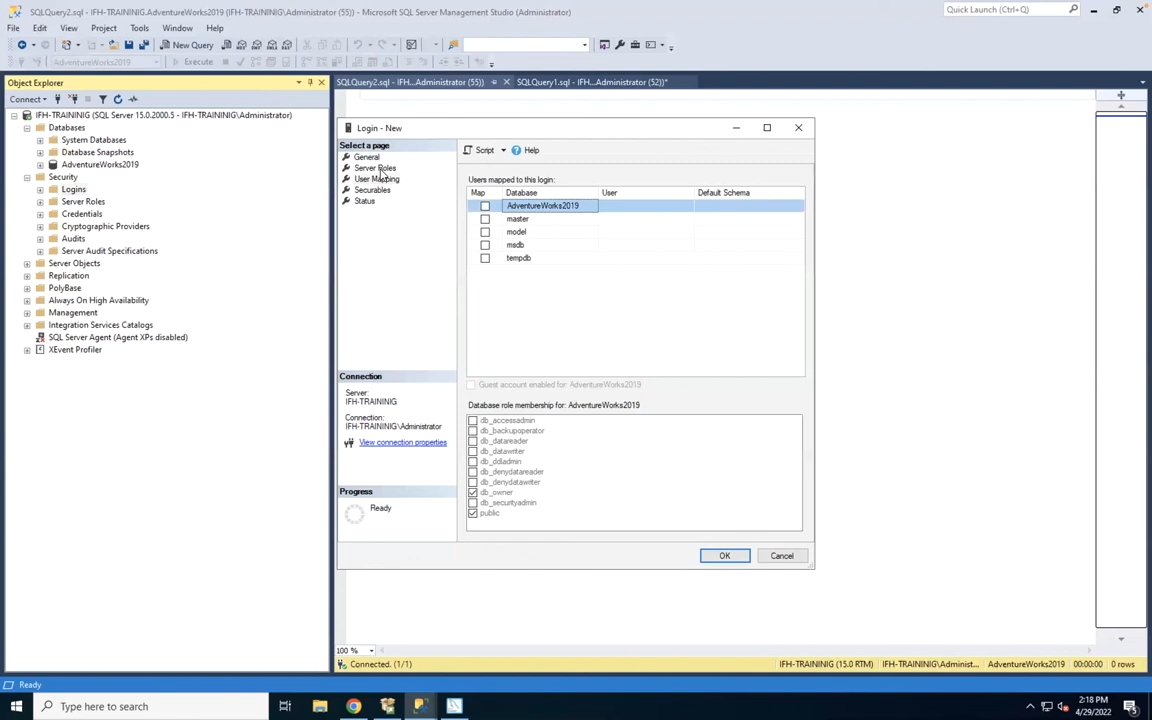 SQLQuery2.sql - IFH-TRAINING.AdventureWorks2019 (IFH-TRAINING\Administrator (55)) - Microsoft SQL Server Management Studio (Administrator)
Quick Launch (Ctrl+Q)
File Edit View Project Tools Window Help
New Query
AdventureWorks2019 Execute
Object Explorer
SQLQuery2.sql - IFH...Administrator (55))
SQLQuery1.sql - IFH...Administrator (52))*
Connect
IFH-TRAINIG (SQL Server 15.0.2000.5 - IFH-TRAINIG\Administrator)
Databases
System Databases
Database Snapshots
AdventureWorks2019
Security
Logins
Server Roles
Credentials
Cryptographic Providers
Audits
Server Audit Specifications
Server Objects
Replication
PolyBase
Always On High Availability
Management
Integration Services Catalogs
SQL Server Agent (Agent XPs disabled)
XEvent Profiler
Login - New
Select a page
General
Server Roles
User Mapping
Securables
Status
Script Help
Users mapped to this login:
Map Database User Default Schema
AdventureWorks2019
master
model
msdb
tempdb
Guest account enabled for: AdventureWorks2019
Database role membership for: AdventureWorks2019
db_accessadmin
db_backupoperator
db_datareader
db_datawriter
db_ddladmin
db_denydatareader
db_denydatawriter
db_owner
db_securityadmin
public
Connection
Server:
IFH-TRAINIG
Connection:
IFH-TRAINIG\Administrator
View connection properties
Progress
Ready
OK Cancel
100 %
Connected. (1/1)
IFH-TRAINIG (15.0 RTM) IFH-TRAINIG\Administ... AdventureWorks2019 00:00:00 0 rows
Ready
Type here to search
2:18 PM
4/29/2022